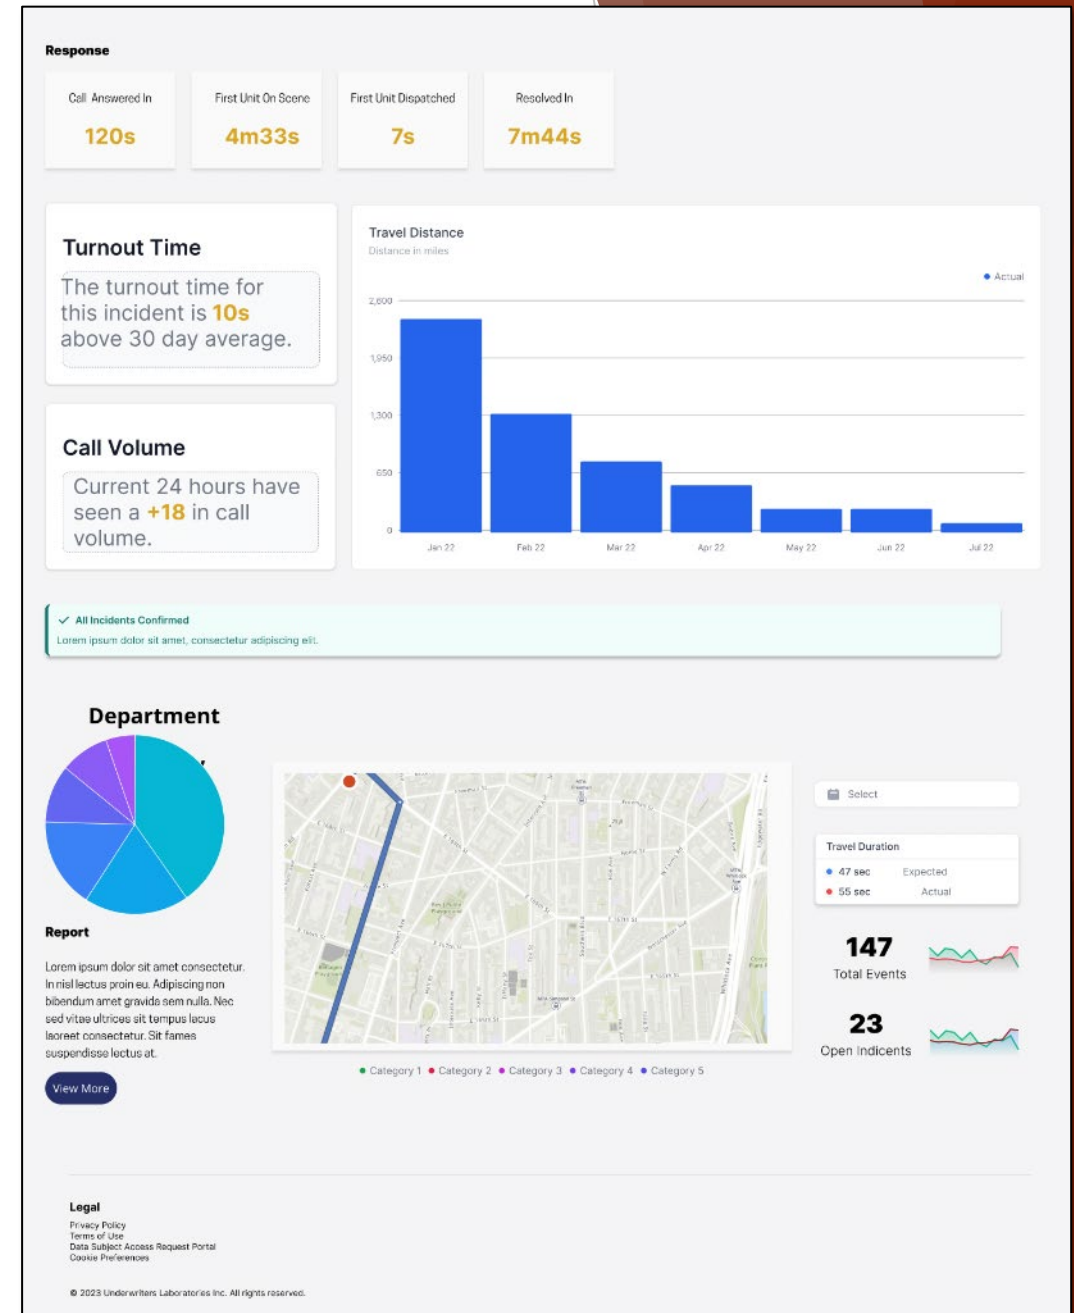 Response
Call Answered In
120s
First Unit On Scene
4m33s
First Unit Dispatched
7s
Resolved In
7m44s
Turnout Time
The turnout time for
this incident is 10s
above 30 day average.
Call Volume
Current 24 hours have
seen a +18 in call
volume.
Travel Distance
Distance in miles
Actual
2,600
1,950
1,300
650
0
Jan 22
Feb 22
Mar 22
Apr 22
May 22
Jun 22
Jul 22
All Incidents Confirmed
Lorem ipsum dolor sit amet, consectetur adipiscing elit.
Department
Report
Lorem ipsum dolor sit amet consectetur.
In nisl lectus proin eu. Adipiscing non
bibendum amet gravida sem nulla. Nec
sed vitae ultrices sit tempus lacus
laoreet consectetur. Sit fames
suspendisse lectus at.
View More
Category 1
Category 2
Category 3
Category 4
Category 5
Select
Travel Duration
47 sec Expected
55 sec Actual
147
Total Events
23
Open Indicents
Legal
Privacy Policy
Terms of Use
Data Subject Access Request Portal
Cookie Preferences
© 2023 Underwriters Laboratories Inc. All rights reserved.